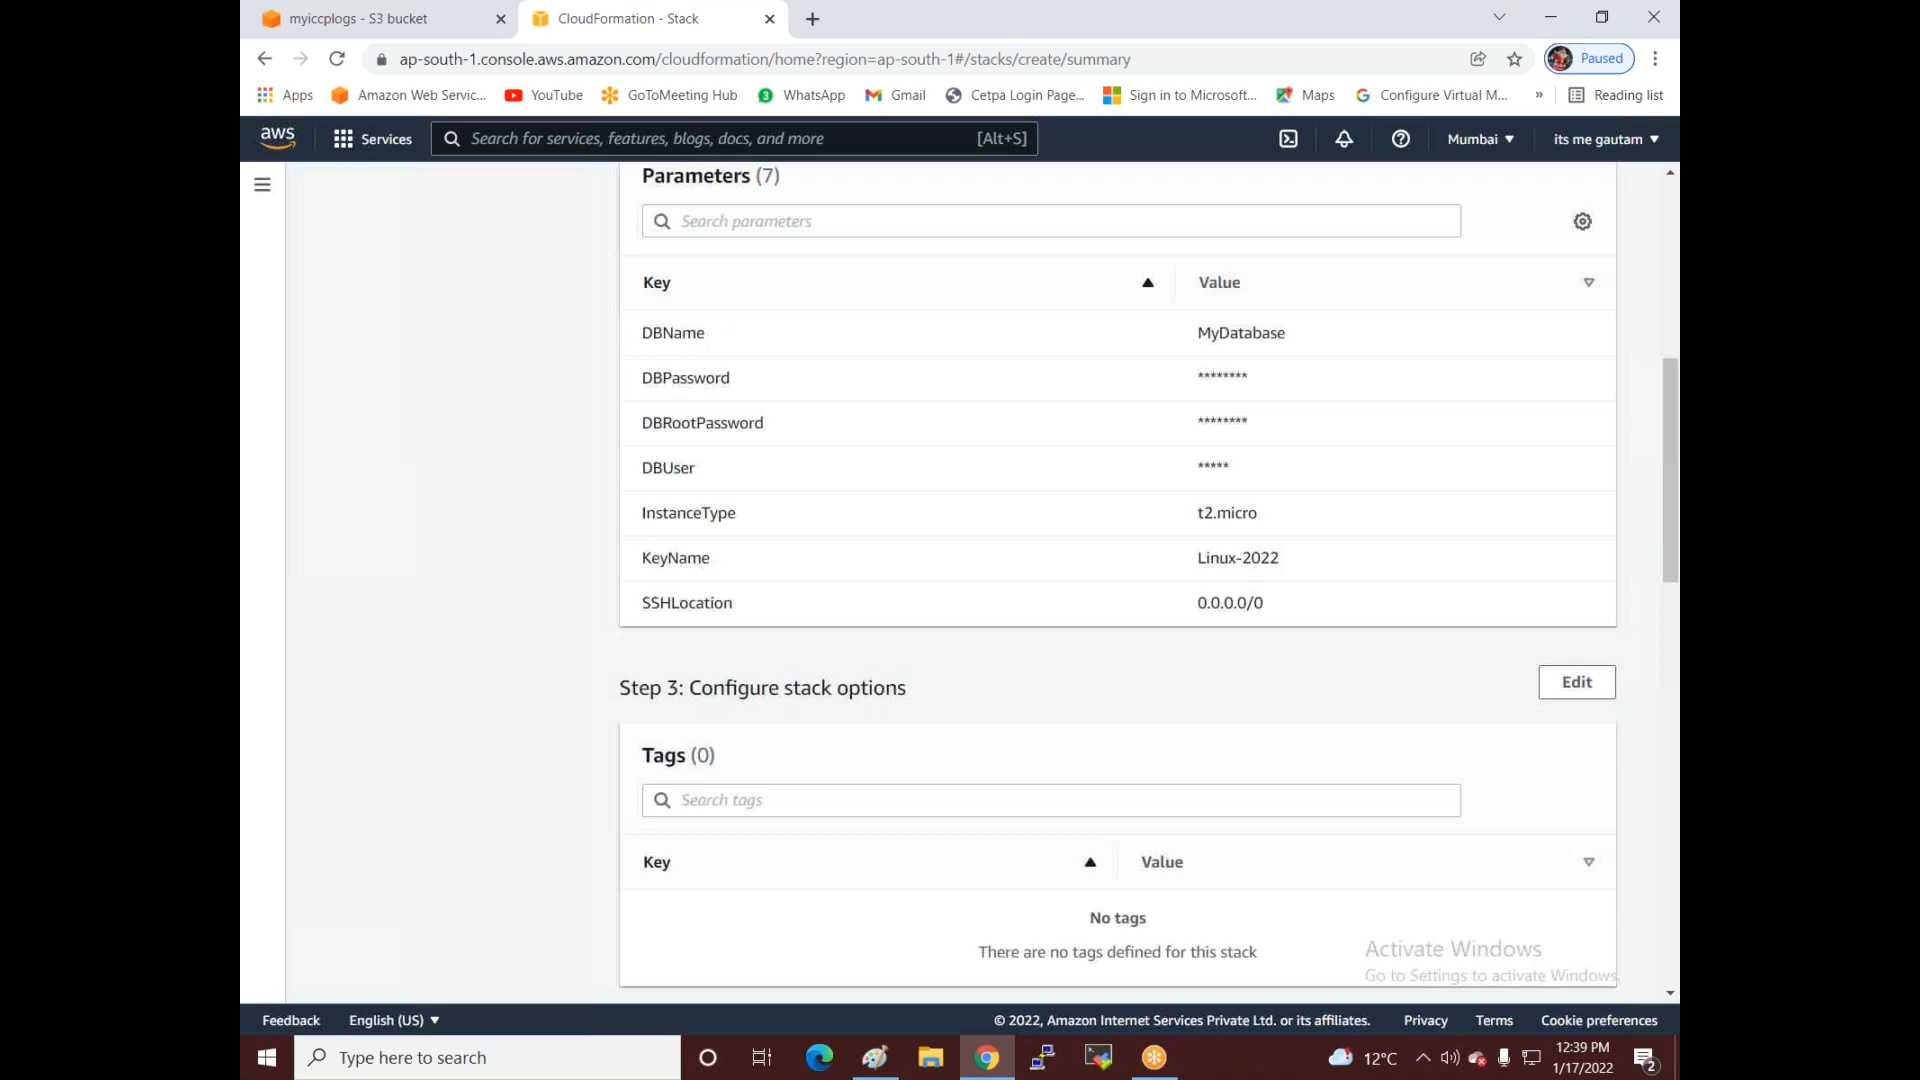 myiccplogs - S3 bucket
CloudFormation - Stack
ap-south-1.console.aws.amazon.com/cloudformation/home?region=ap-south-1#/stacks/create/summary
Paused
Apps
Amazon Web Servic...
YouTube
GoToMeeting Hub
3
WhatsApp
Gmail
Cetpa Login Page...
Sign in to Microsoft...
Maps
Configure Virtual M...
»
Reading list
aws
Services
Search for services, features, blogs, docs, and more
[Alt+S]
Mumbai
its me gautam
Parameters (7)
Search parameters
Key Value
DBName MyDatabase
DBPassword ********
DBRootPassword ********
DBUser *****
InstanceType t2.micro
KeyName Linux-2022
SSHLocation 0.0.0.0/0
Step 3: Configure stack options
Edit
Tags (0)
Search tags
Key Value
No tags
There are no tags defined for this stack
Activate Windows
Go to Settings to activate Windows.
Feedback English (US)
© 2022, Amazon Internet Services Private Ltd. or its affiliates. Privacy Terms Cookie preferences
Type here to search
12°C
12:39 PM
1/17/2022
2